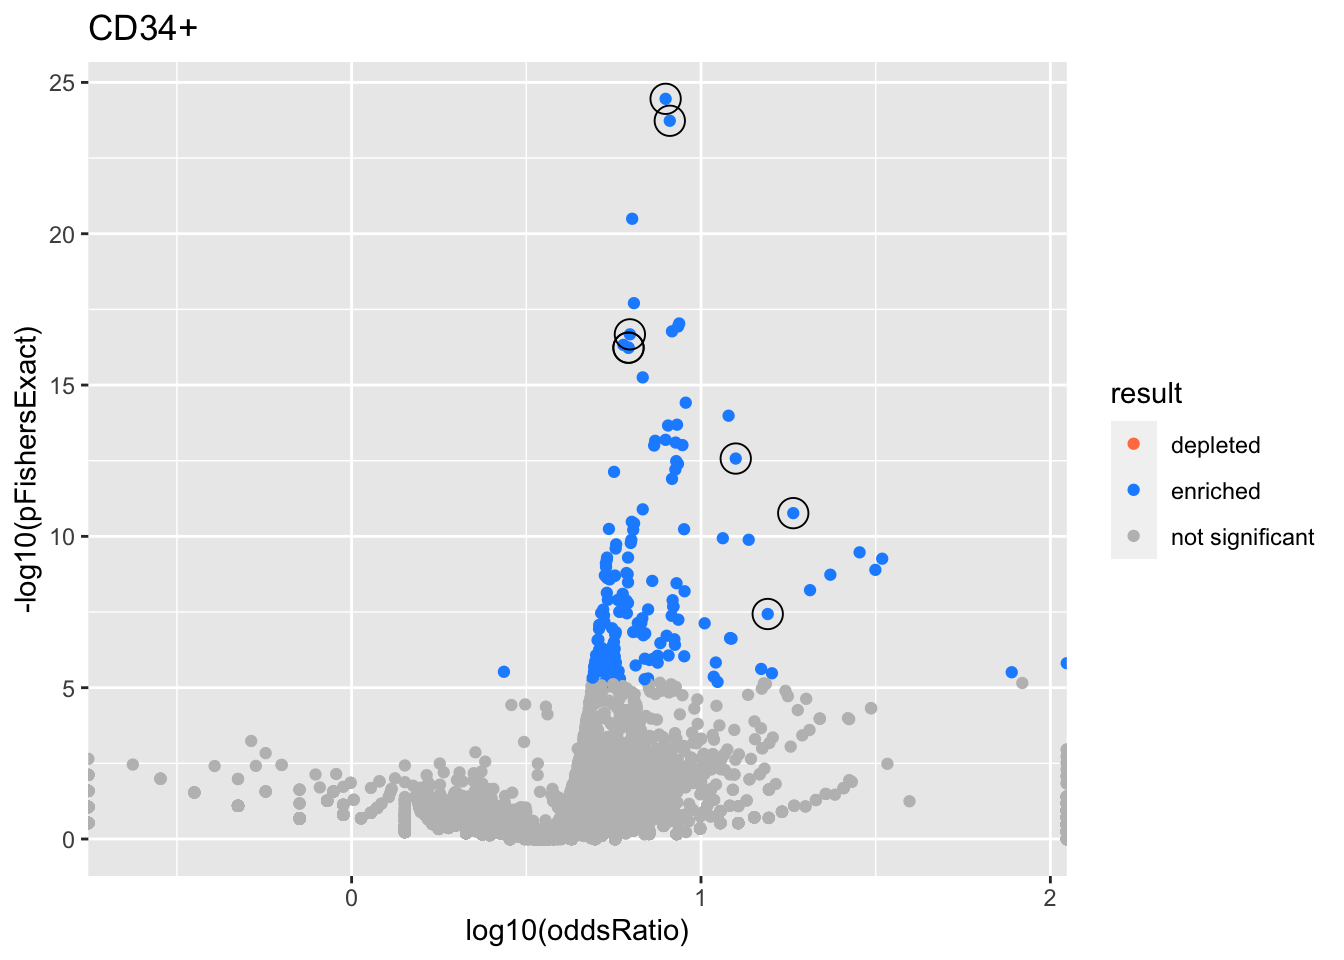 CD34+
25
20
15
10
5
0
-log10(pFishersExact)
0
1
2
log10(oddsRatio)
result
depleted
enriched
not significant